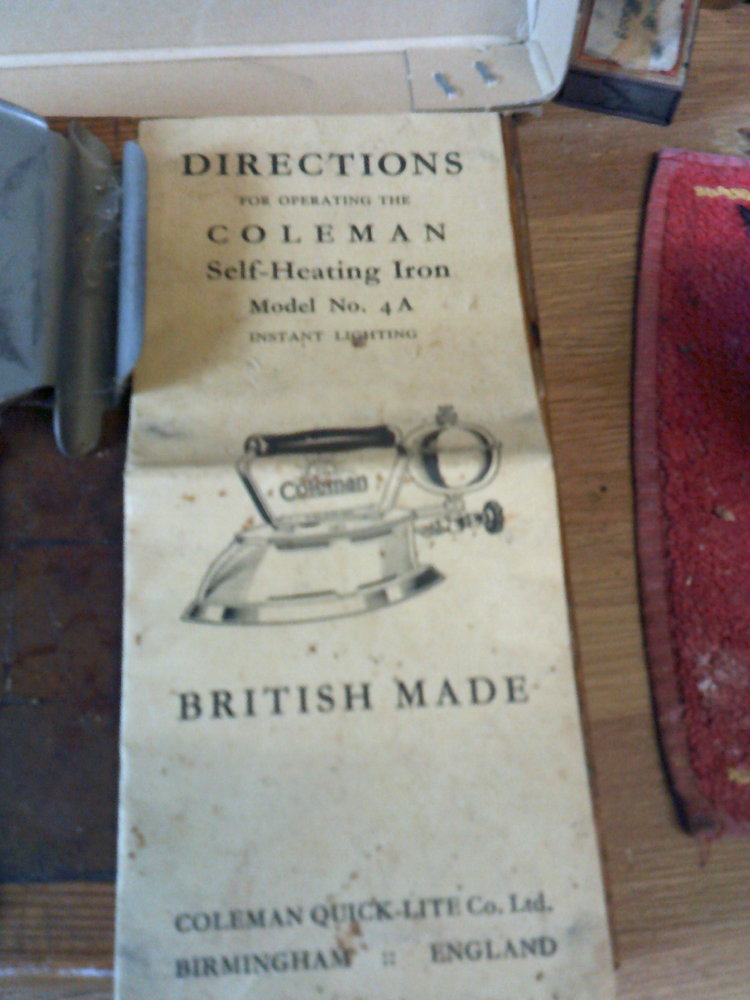 DIRECTIONS
FOR OPERATING THE
COLEMAN
Self-Heating Iron
Model No. 4A
INSTANT LIGHTING
Coleman
BRITISH MADE
COLEMAN QUICK-LITE Co. Ltd.
BIRMINGHAM :: ENGLAND